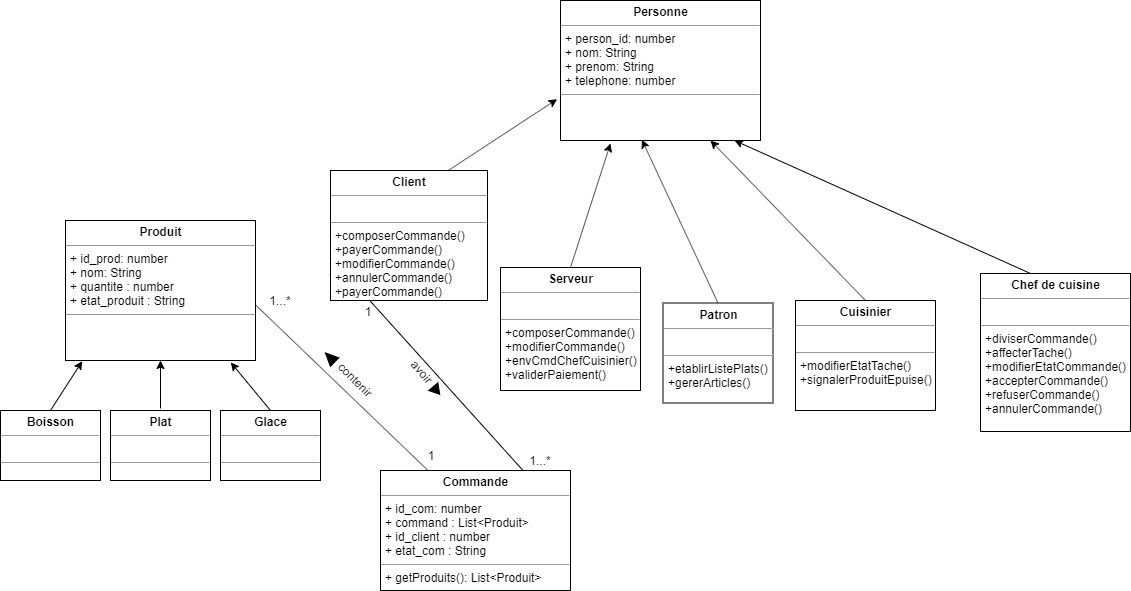 Personne
+ person_id: number
+ nom: String
+ prenom: String
+ telephone: number
Client
+composerCommande()
+payerCommande()
+modifierCommande()
+annulerCommande()
+payerCommande()
Produit
+ id_prod: number
+ nom: String
+ quantite : number
+ etat_produit : String
Serveur
+composerCommande()
+modifierCommande()
+envCmdChefCuisinier()
+validerPaiement()
Patron
+etablirListePlats()
+gererArticles()
Cuisinier
+modifierEtatTache()
+signalerProduitEpuise()
Chef de cuisine
+diviserCommande()
+affecterTache()
+modifierEtatCommande()
+accepterCommande()
+refuserCommande()
+annulerCommande()
1...*
1
contenir
avoir
Boisson
Plat
Glace
1
1...*
Commande
+ id_com: number
+ command : List<Produit>
+ id_client : number
+ etat_com : String
+ getProduits(): List<Produit>